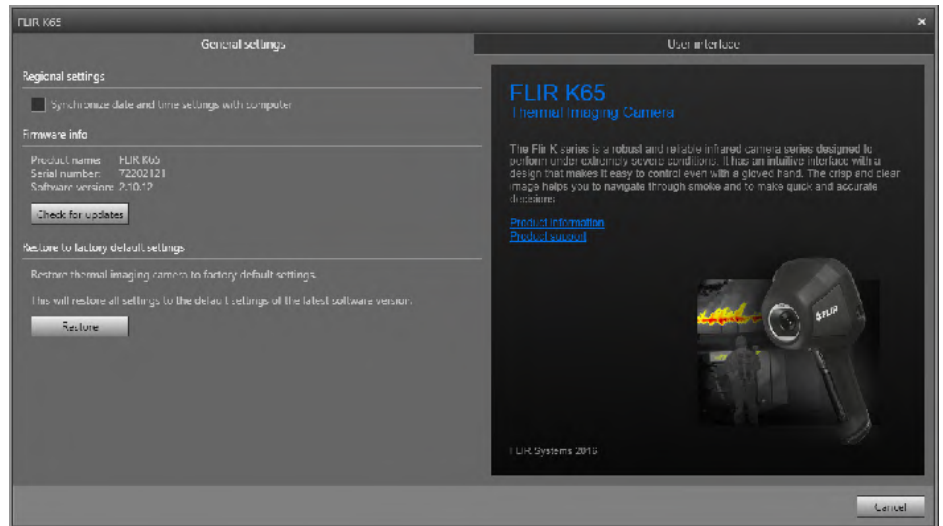 FLIR K65
General settings
User interface
Regional settings
Synchronize date and time settings with computer
Firmware info
Product name: FLIR K65
Serial number: 72202121
Software version: 2.10.12
Check for updates
Restore to factory default settings
Restore thermal imaging camera to factory default settings.
This will restore all settings to the default settings of the latest software version.
Restore
FLIR K65
Thermal Imaging Camera
The Flir K series is a robust and reliable infrared camera series designed to
perform under extremely severe conditions. It has an intuitive interface with a
design that makes it easy to control even with a gloved hand. The crisp and clear
image helps you to navigate through smoke and to make quick and accurate
decisions
Product information
Product support
FLIR
FLIR Systems 2016
Cancel